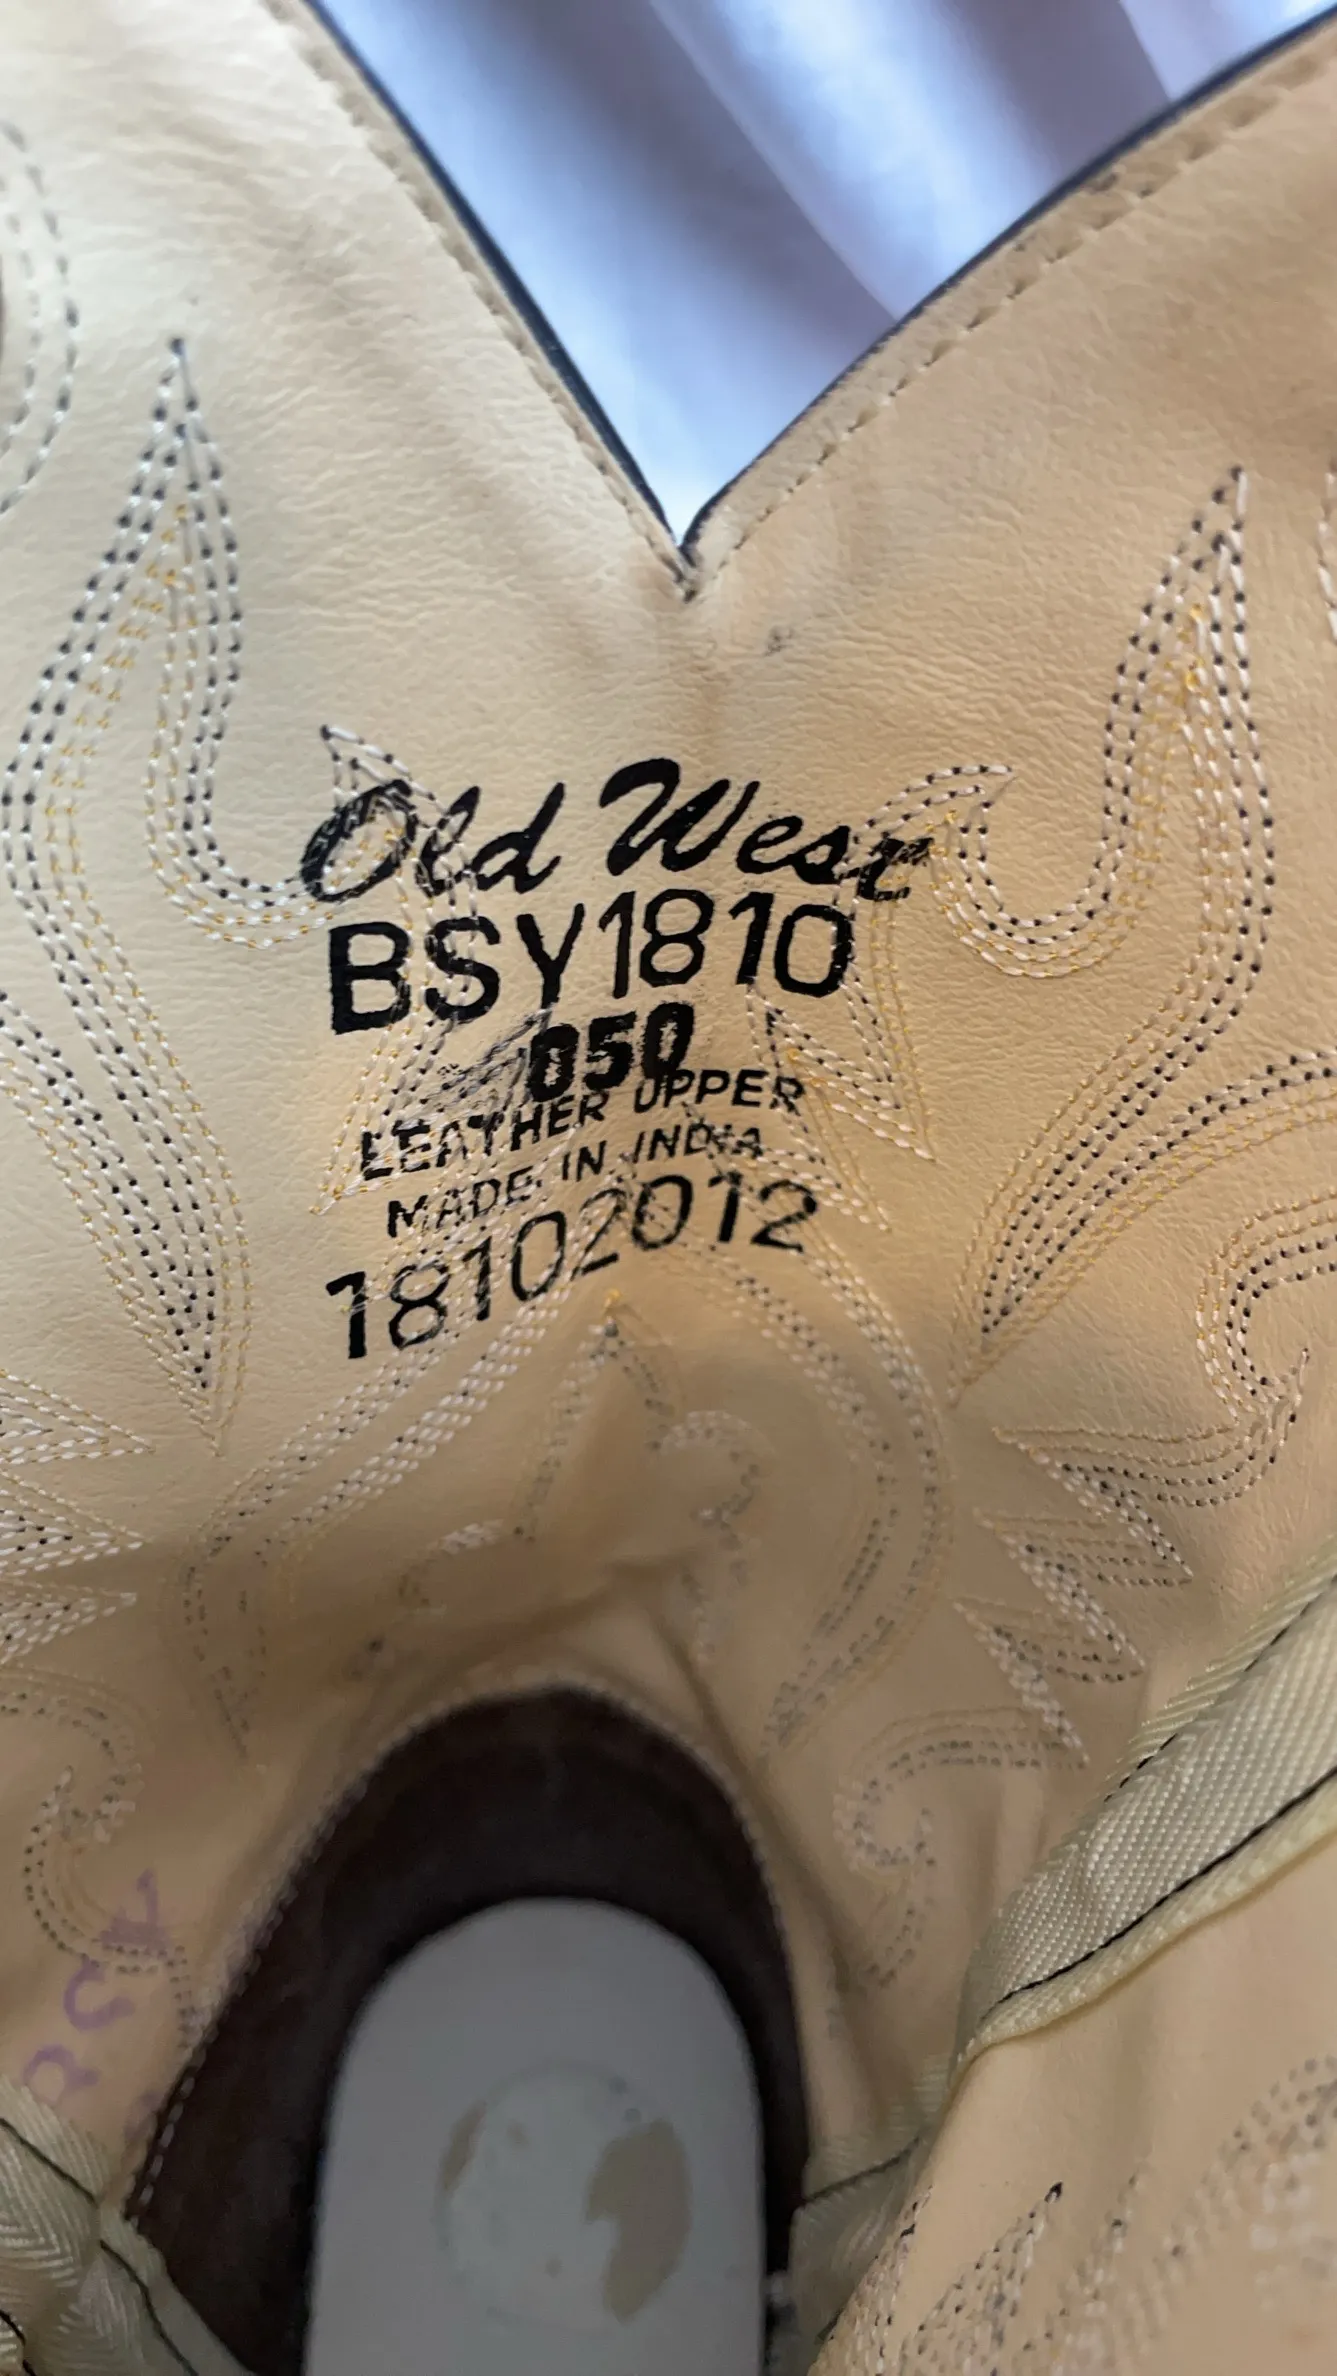 Old West
BSY1810
050
LEATHER UPPER
MADE IN INDIA
18102012